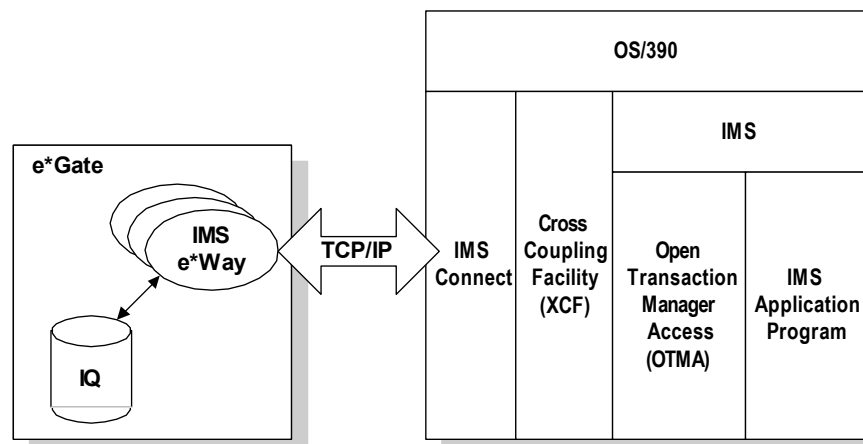 OS/390
IMS
e*Gate
IMS
e*Way
TCP/IP
IMS
Connect
Cross
Coupling
Facility
(XCF)
Open
Transaction
Manager
Access
(OTMA)
IMS
Application
Program
IQ